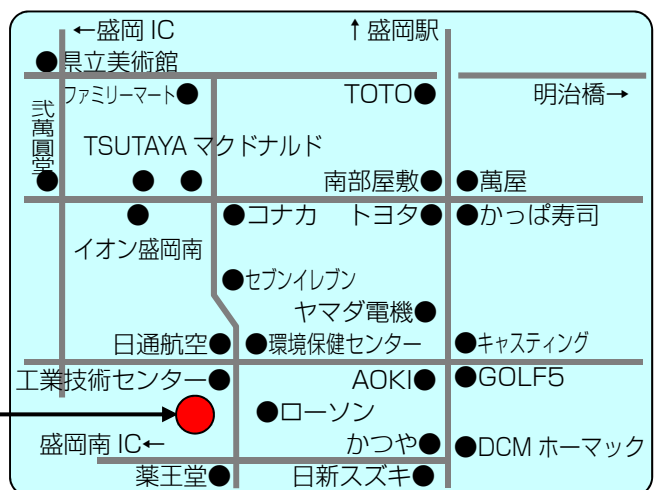 ←盛岡 IC
↑盛岡駅
●県立美術館
ファミリーマート●
TOTO●
明治橋→
弐萬圓堂
TSUTAYA マクドナルド
南部屋敷●
●萬屋
●コナカ
トヨタ●
●かっぱ寿司
イオン盛岡南
●セブンイレブン
ヤマダ電機●
日通航空●
●環境保健センター
●キャスティング
工業技術センター●
AOKI●
●GOLF5
●ローソン
盛岡南 IC←
かつや●
●DCM ホーマック
薬王堂●
日新スズキ●